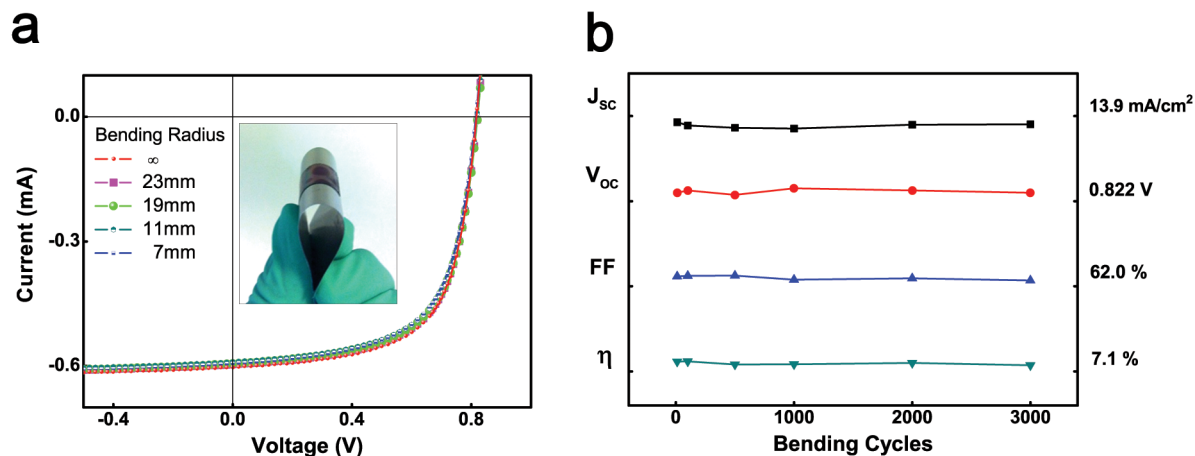 a
0.0
-0.3
-0.6
Current (mA)
-0.4
0.0
0.4
0.8
Voltage (V)
Bending Radius
∞
23mm
19mm
11mm
7mm
b
J_SC
V_OC
FF
η
13.9 mA/cm²
0.822 V
62.0 %
7.1 %
0
1000
2000
3000
Bending Cycles